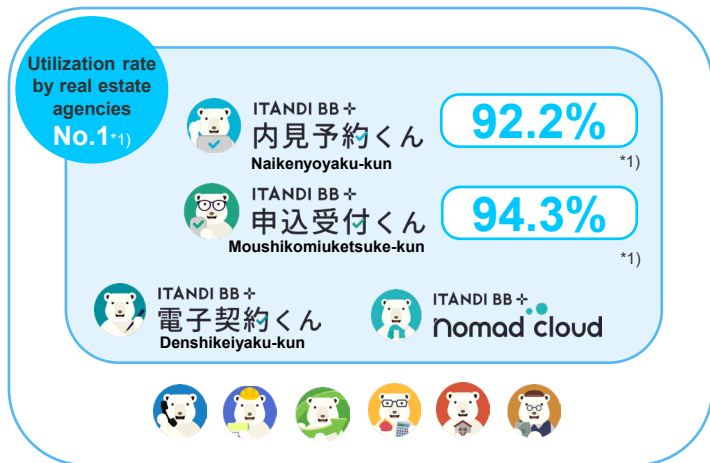 Utilization rate
by real estate
agencies
No.1*1)
ITANDI BB +
内見予約くん
Naikenyoyaku-kun
92.2%
*1)
ITANDI BB +
申込受付くん
Moushikomiuketsuke-kun
94.3%
*1)
ITANDI BB +
電子契約くん
Denshikeiyaku-kun
ITANDI BB +
nomad cloud